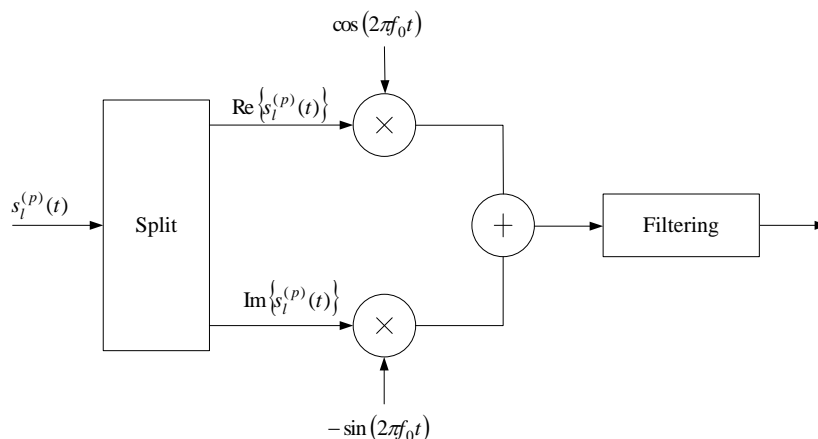 cos(2πf₀t)
Re{s_l^(p)(t)}
×
s_l^(p)(t)
Split
+
Filtering
Im{s_l^(p)(t)}
×
−sin(2πf₀t)